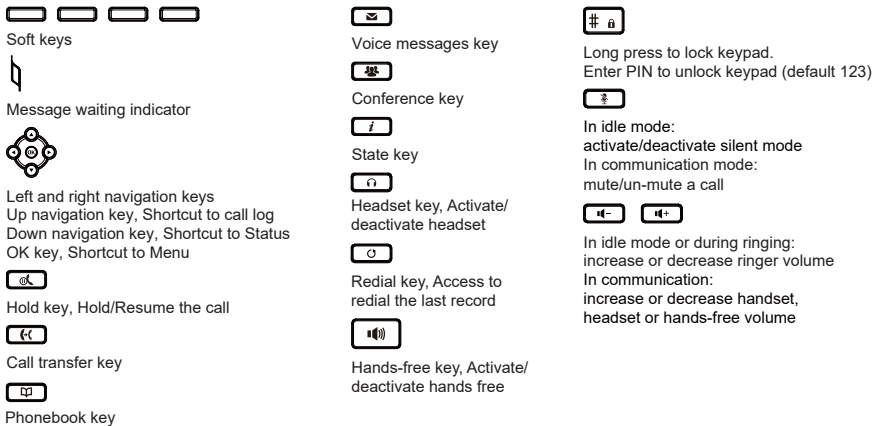 Soft keys
Message waiting indicator
OK
Left and right navigation keys
Up navigation key, Shortcut to call log
Down navigation key, Shortcut to Status
OK key, Shortcut to Menu
Hold key, Hold/Resume the call
Call transfer key
Phonebook key
Voice messages key
Conference key
i
State key
Headset key, Activate/
deactivate headset
Redial key, Access to
redial the last record
Hands-free key, Activate/
deactivate hands free
#
Long press to lock keypad.
Enter PIN to unlock keypad (default 123)
In idle mode:
activate/deactivate silent mode
In communication mode:
mute/un-mute a call
- +
In idle mode or during ringing:
increase or decrease ringer volume
In communication:
increase or decrease handset,
headset or hands-free volume